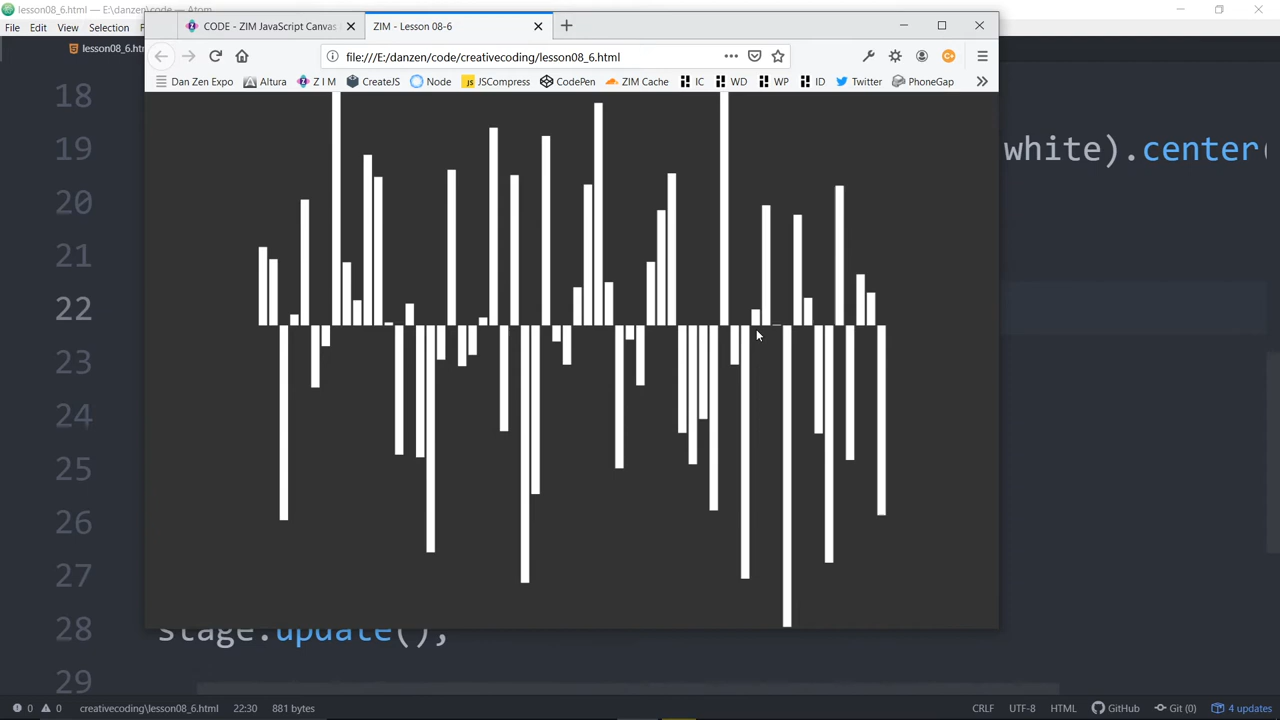 lesson08_6.html — E:\danzen\code\creativecoding — Atom
CODE - ZIM JavaScript Canvas
ZIM - Lesson 08-6
File Edit View Selection
lesson08_6.htm
file:///E:/danzen/code/creativecoding/lesson08_6.html
Dan Zen Expo Altura Z I M CreateJS Node JSCompress CodePen ZIM Cache IC WD WP ID Twitter PhoneGap
18
19 white).center(
20
21
22
23
24
25
26
27
28 stage.update();
29
0 0 creativecoding\lesson08_6.html 22:30 881 bytes CRLF UTF-8 HTML GitHub Git (0) 4 updates